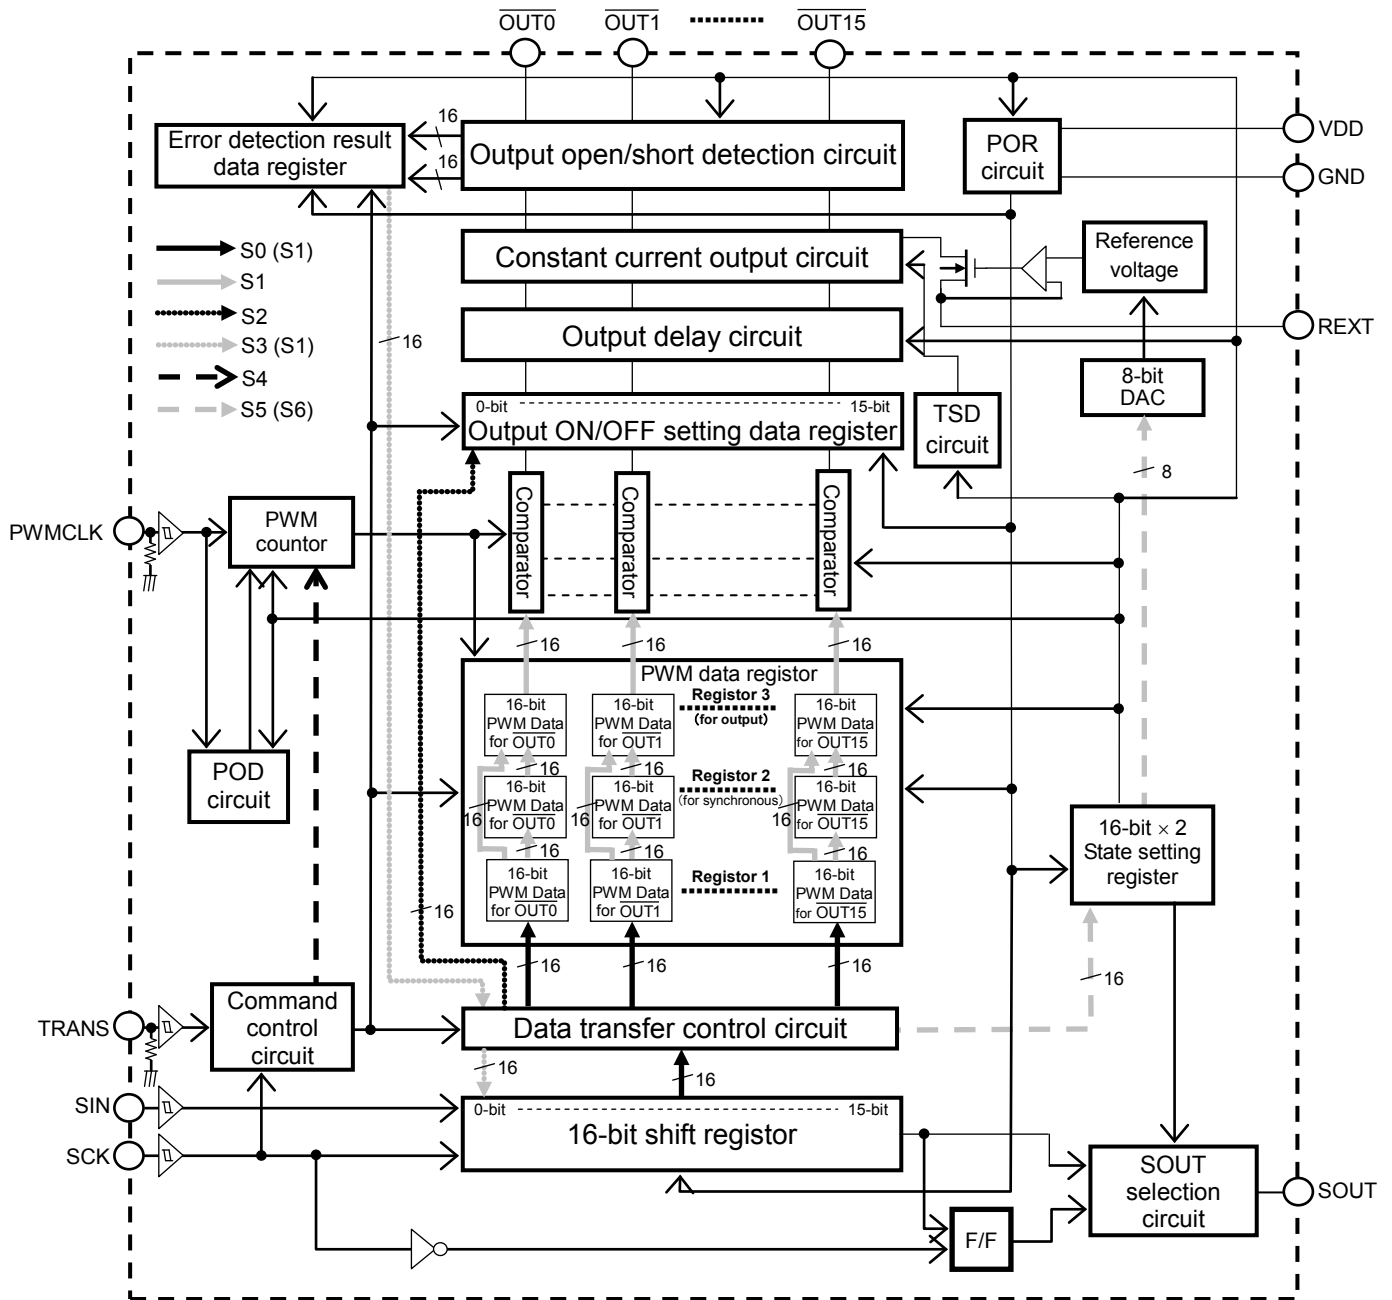 OUT0 OUT1 OUT15
VDD
GND
REXT
Error detection result
data register
16
16
Output open/short detection circuit
POR
circuit
S0 (S1)
S1
S2
S3 (S1)
S4
S5 (S6)
16
Constant current output circuit
Reference
voltage
Output delay circuit
8-bit
DAC
0-bit 15-bit
Output ON/OFF setting data register
TSD
circuit
8
PWMCLK
PWM
countor
Comparator
Comparator
Comparator
16 16 16
PWM data registor
16-bit
PWM Data
for OUT0
16-bit
PWM Data
for OUT1
Registor 3
(for output)
16-bit
PWM Data
for OUT15
16 16 16
POD
circuit
16-bit
PWM Data
for OUT0
16-bit
PWM Data
for OUT1
Registor 2
(for synchronous)
16-bit
PWM Data
for OUT15
16 16 16
16 16 16
16-bit
PWM Data
for OUT0
16-bit
PWM Data
for OUT1
Registor 1
16-bit
PWM Data
for OUT15
16-bit × 2
State setting
register
16
16 16 16
16
TRANS
Command
control
circuit
Data transfer control circuit
16
16
SIN
SCK
0-bit 15-bit
16-bit shift registor
SOUT
selection
circuit
SOUT
F/F